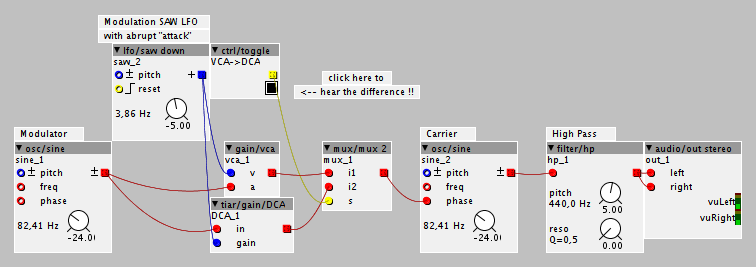 Modulation SAW LFO
with abrupt "attack"
lfo/saw down
saw_2
pitch
+
reset
3,86 Hz
-5.00
ctrl/toggle
VCA->DCA
click here to
<-- hear the difference !!
Modulator
osc/sine
sine_1
pitch
freq
phase
82,41 Hz
-24.0
gain/vca
vca_1
v
a
tiar/gain/DCA
DCA_1
in
gain
mux/mux 2
mux_1
i1
i2
s
Carrier
osc/sine
sine_2
pitch
freq
phase
82,41 Hz
-24.0
High Pass
filter/hp
hp_1
pitch
440,0 Hz
5.00
reso
Q=0,5
0.00
audio/out stereo
out_1
left
right
vuLeft
vuRight